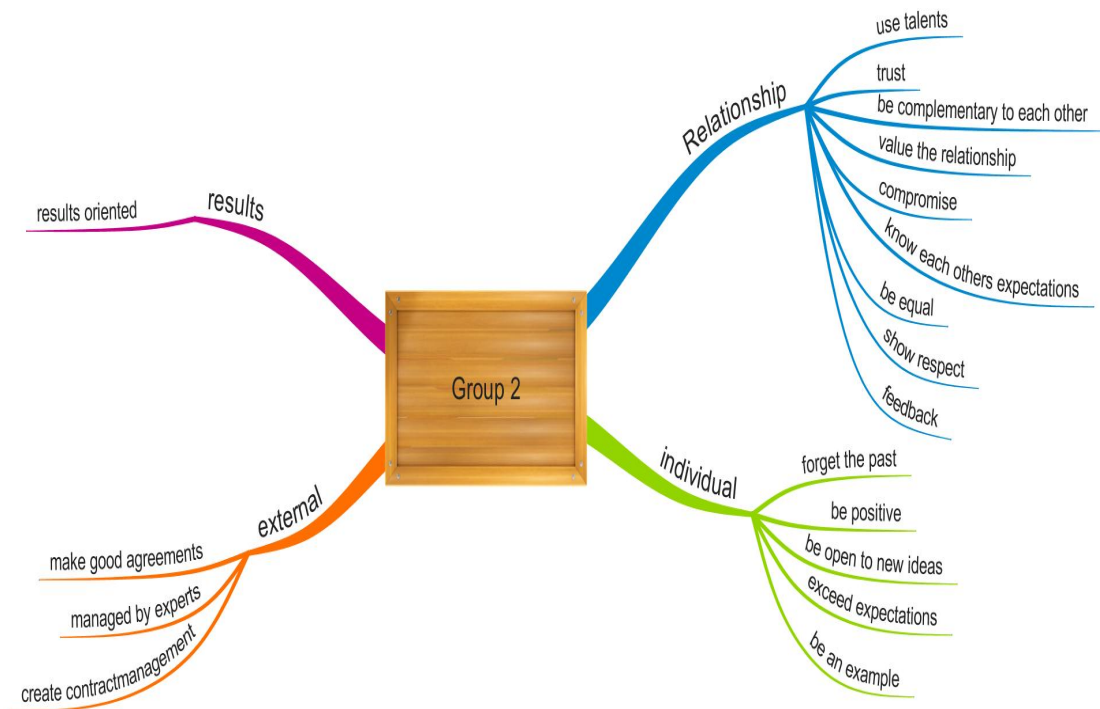 Group 2
Relationship
use talents
trust
be complementary to each other
value the relationship
compromise
know each others expectations
be equal
show respect
feedback
individual
forget the past
be positive
be open to new ideas
exceed expectations
be an example
external
make good agreements
managed by experts
create contractmanagement
results
results oriented